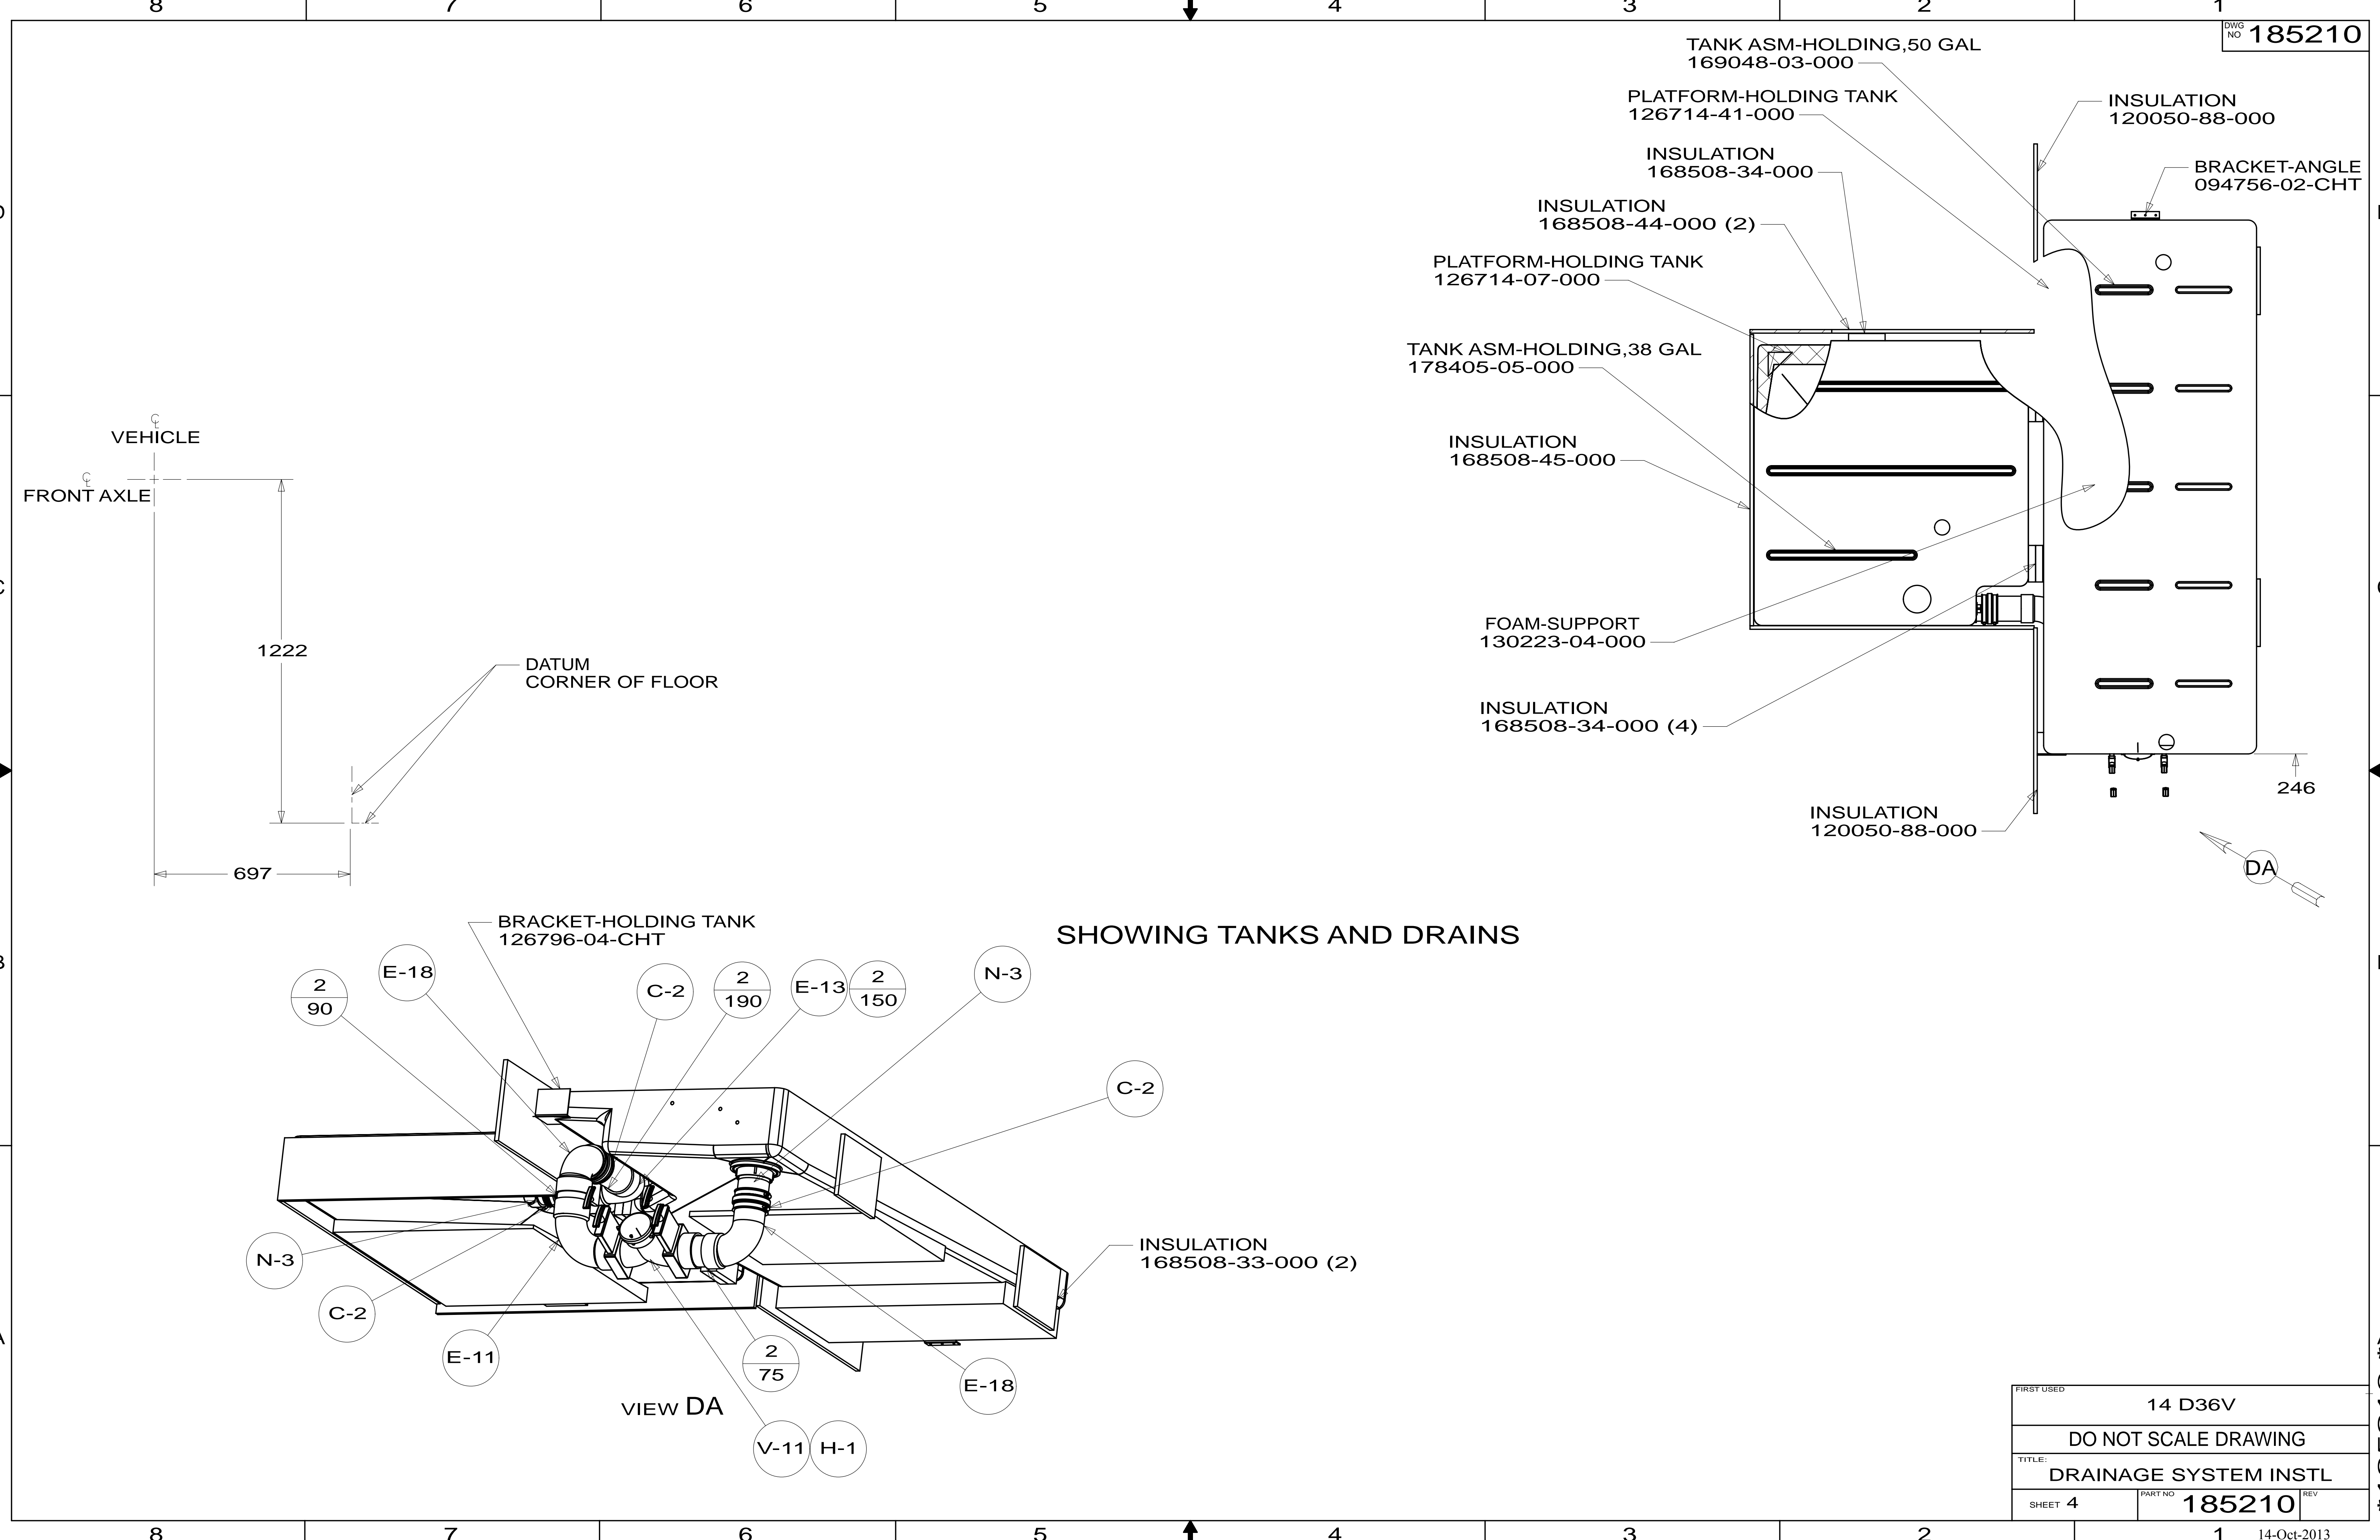 8 7 6 5 4 3 2 1
DWG NO 185210
TANK ASM-HOLDING,50 GAL
169048-03-000
PLATFORM-HOLDING TANK
126714-41-000
INSULATION
120050-88-000
INSULATION
168508-34-000
BRACKET-ANGLE
094756-02-CHT
INSULATION
168508-44-000 (2)
PLATFORM-HOLDING TANK
126714-07-000
TANK ASM-HOLDING,38 GAL
178405-05-000
INSULATION
168508-45-000
FOAM-SUPPORT
130223-04-000
INSULATION
168508-34-000 (4)
INSULATION
120050-88-000
246
DA
℄
VEHICLE
℄
FRONT AXLE
1222
DATUM
CORNER OF FLOOR
697
SHOWING TANKS AND DRAINS
BRACKET-HOLDING TANK
126796-04-CHT
2
90
E-18
C-2
2
190
E-13
2
150
N-3
C-2
INSULATION
168508-33-000 (2)
N-3
C-2
E-11
2
75
E-18
V-11
H-1
VIEW DA
FIRST USED
14 D36V
DO NOT SCALE DRAWING
TITLE:
DRAINAGE SYSTEM INSTL
SHEET 4
PART NO 185210
REV
8 7 6 5 4 3 2 1
14-Oct-2013